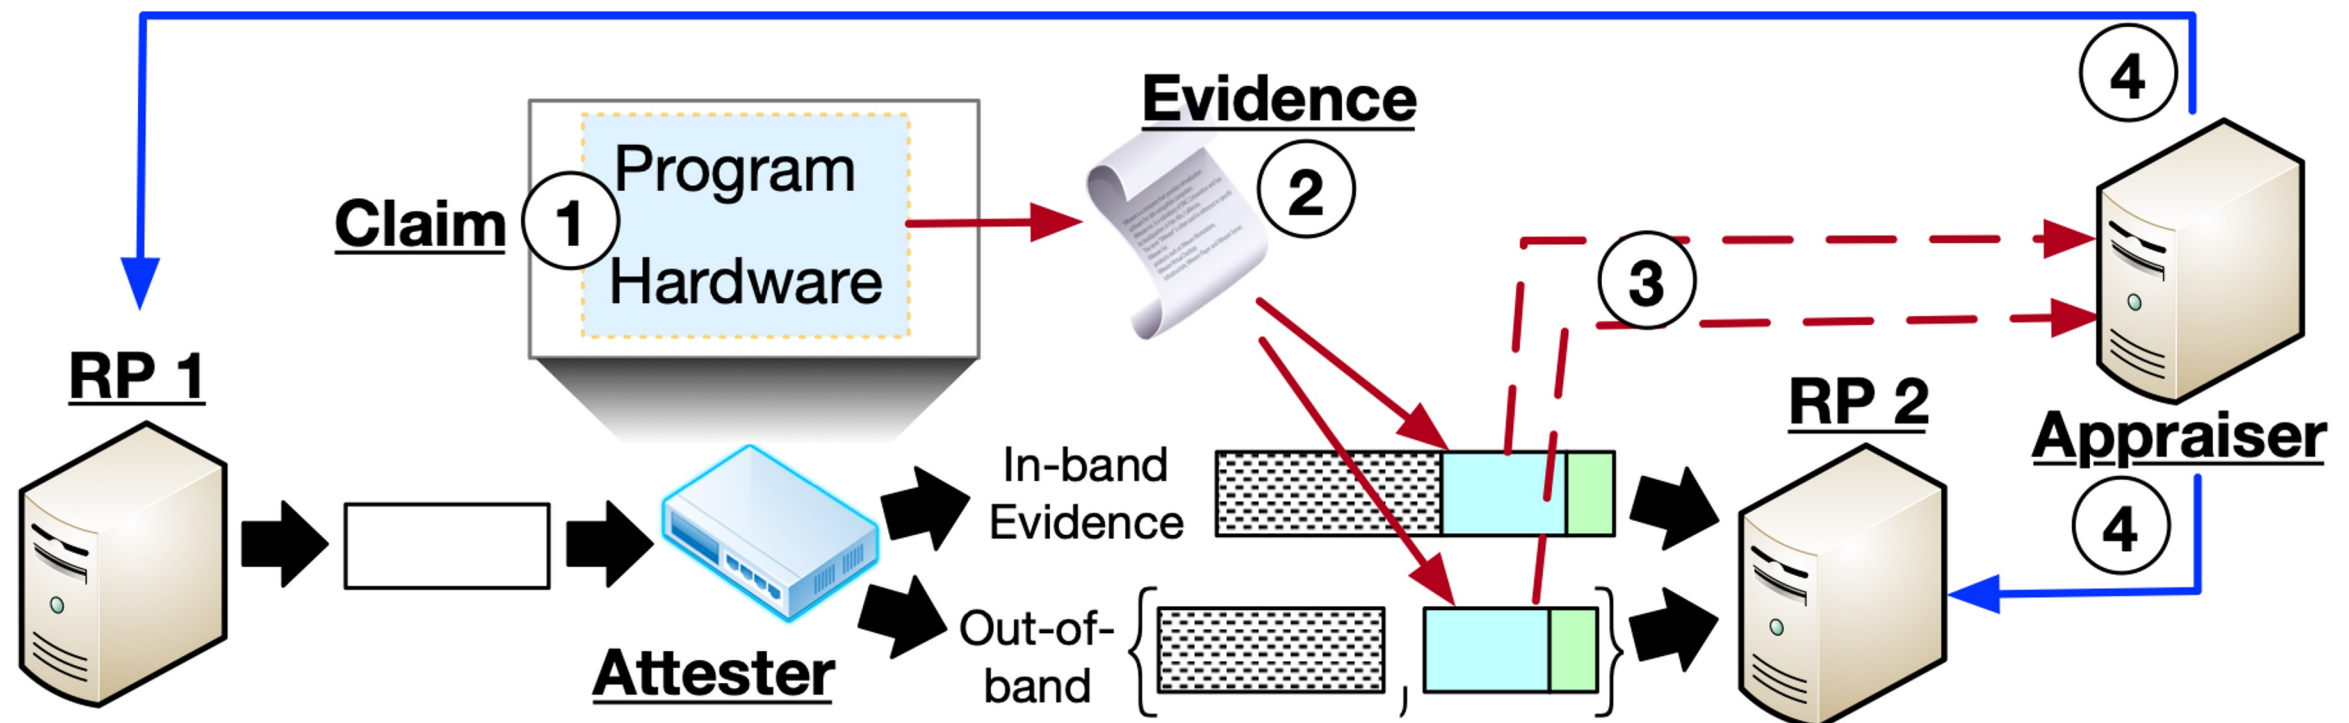 4
Evidence
Program
2
Claim
1
Hardware
3
RP 1
RP 2
Appraiser
In-band
Evidence
4
Out-of-
band
{
,
}
Attester